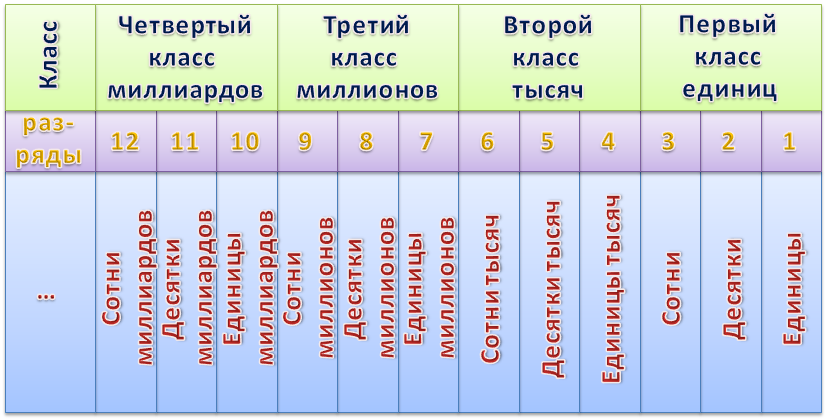 Класс
Четвертый
класс
миллиардов
Третий
класс
миллионов
Второй
класс
тысяч
Первый
класс
единиц
раз-
ряды
12
11
10
9
8
7
6
5
4
3
2
1
...
Сотни
миллиардов
Десятки
миллиардов
Единицы
миллиардов
Сотни
миллионов
Десятки
миллионов
Единицы
миллионов
Сотни тысяч
Десятки тысяч
Единицы тысяч
Сотни
Десятки
Единицы